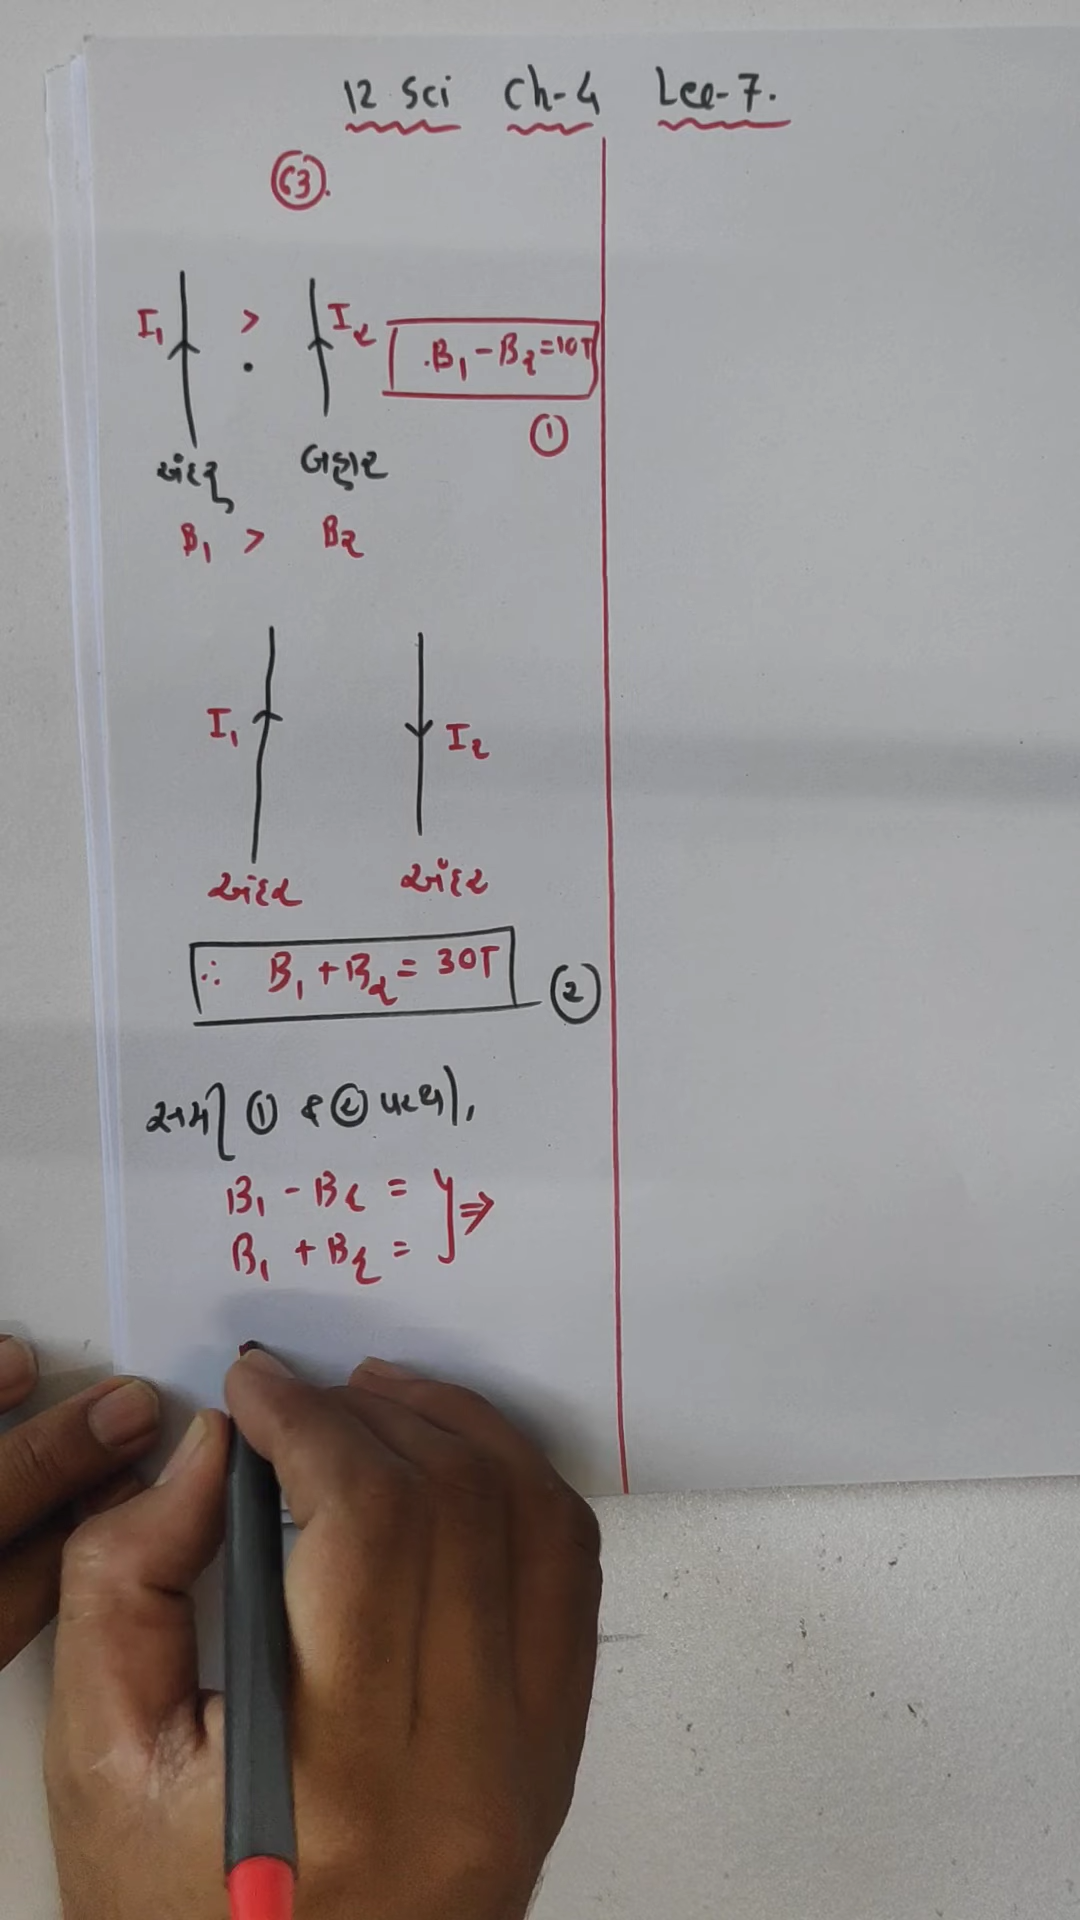 12 Sci Ch-4 Lec-7.
63.
I1 > I2
B1 - B2 = 10T
1
અંદર બહાર
B1 > B2
I1 I2
અંદર અંદર
∴ B1 + B2 = 30T 2
સમી 1 & 2 પરથી,
B1 - B2 = } ⇒
B1 + B2 =